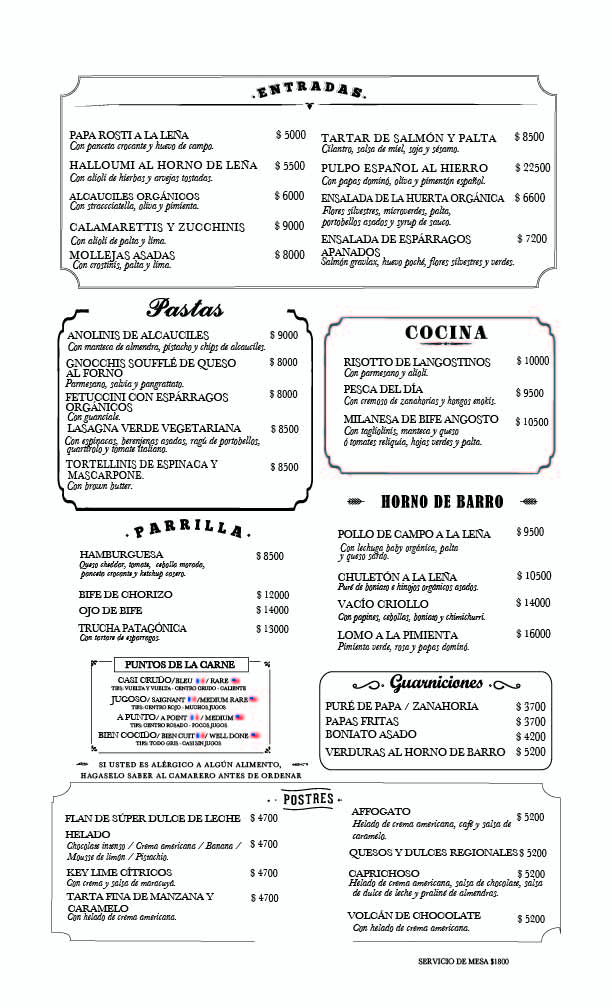 .ENTRADAS.
PAPA ROSTI A LA LEÑA $ 5000
Con panceta crocante y huevo de campo.
HALLOUMI AL HORNO DE LEÑA $ 5500
Con alioli de hierbas y arvejas tostadas.
ALCAUCILES ORGÁNICOS $ 6000
Con straccciatella, oliva y pimienta.
CALAMARETTIS Y ZUCCHINIS $ 9000
Con alioli de palta y lima.
MOLLEJAS ASADAS $ 8000
Con crostinis, palta y lima.
TARTAR DE SALMÓN Y PALTA $ 8500
Cilantro, salsa de miel, soja y sésamo.
PULPO ESPAÑOL AL HIERRO $ 22500
Con papas dominó, oliva y pimentón español.
ENSALADA DE LA HUERTA ORGÁNICA $ 6600
Flores silvestres, microverdes, palta,
portobellos asados y syrup de sauco.
ENSALADA DE ESPÁRRAGOS $ 7200
APANADOS
Salmón gravlax, huevo poché, flores silvestres y verdes.
Pastas
ANOLINIS DE ALCAUCILES $ 9000
Con manteca de almendra, pistacho y chips de alcauciles.
GNOCCHIS SOUFFLÉ DE QUESO $ 8000
AL FORNO
Parmesano, salvia y pangrattato.
FETUCCINI CON ESPÁRRAGOS $ 8000
ORGÁNICOS
Con guanciale.
LASAGNA VERDE VEGETARIANA $ 8500
Con espinacas, berenjenas asadas, ragú de portobellos,
quartirolo y tomate italiano.
TORTELLINIS DE ESPINACA Y $ 8500
MASCARPONE.
Con brown butter.
COCINA
RISOTTO DE LANGOSTINOS $ 10000
Con parmesano y alioli.
PESCA DEL DÍA $ 9500
Con cremoso de zanahorias y hongos enokis.
MILANESA DE BIFE ANGOSTO $ 10500
Con tagliolinis, manteca y queso
ó tomates reliquia, hojas verdes y palta.
.PARRILLA.
HAMBURGUESA $ 8500
Queso cheddar, tomate, cebolla morada,
panceta crocante y ketchup casero.
BIFE DE CHORIZO $ 12000
OJO DE BIFE $ 14000
TRUCHA PATAGÓNICA $ 13000
Con tartare de esparragos.
HORNO DE BARRO
POLLO DE CAMPO A LA LEÑA $ 9500
Con lechuga baby orgánica, palta
y queso sardo.
CHULETÓN A LA LEÑA $ 10500
Puré de boniato e hinojos orgánicos asados.
VACÍO CRIOLLO $ 14000
Con papines, cebollas, boniato y chimichurri.
LOMO A LA PIMIENTA $ 16000
Pimienta verde, rosa y papas dominó.
PUNTOS DE LA CARNE
CASI CRUDO/BLEU / RARE
TIPS: VUELTA Y VUELTA - CENTRO CRUDO - CALIENTE
JUGOSO/ SAIGNANT /MEDIUM RARE
TIPS: CENTRO ROJO - MUCHOS JUGOS
A PUNTO/ A POINT / MEDIUM
TIPS: CENTRO ROSADO - POCOS JUGOS
BIEN COCIDO/ BIEN CUIT / WELL DONE
TIPS: TODO GRIS - CASI SIN JUGOS
SI USTED ES ALÉRGICO A ALGÚN ALIMENTO,
HAGASELO SABER AL CAMARERO ANTES DE ORDENAR
Guarniciones
PURÉ DE PAPA / ZANAHORIA $ 3700
PAPAS FRITAS $ 3700
BONIATO ASADO $ 4200
VERDURAS AL HORNO DE BARRO $ 5200
POSTRES
FLAN DE SÚPER DULCE DE LECHE $ 4700
HELADO
Chocolate intenso / Crema americana / Banana / $ 4700
Mousse de limón / Pistachio.
KEY LIME CÍTRICOS $ 4700
Con crema y salsa de maracuyá.
TARTA FINA DE MANZANA Y $ 4700
CARAMELO
Con helado de crema americana.
AFFOGATO $ 5200
Helado de crema americana, café y salsa de
caramelo.
QUESOS Y DULCES REGIONALES $ 5200
CAPRICHOSO $ 5200
Helado de crema americana, salsa de chocolate, salsa
de dulce de leche y praliné de almendras.
VOLCÁN DE CHOCOLATE $ 5200
Con helado de crema americana.
SERVICIO DE MESA $1800